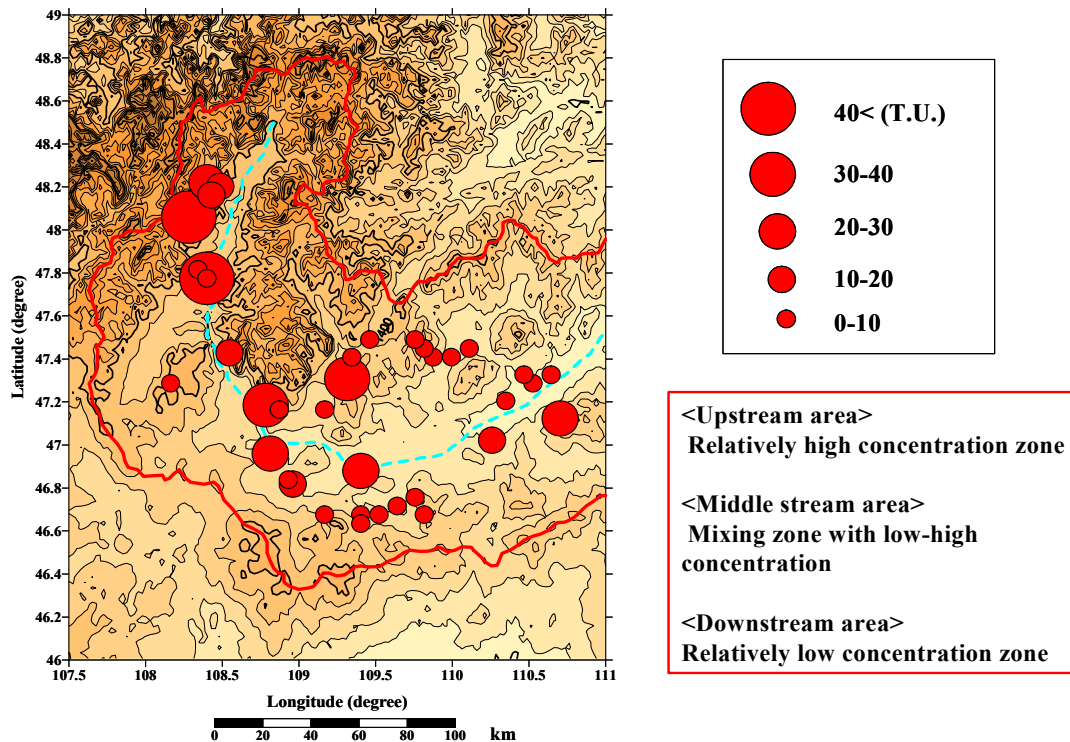 49
48.8
48.6
48.4
48.2
48
47.8
47.6
47.4
47.2
47
46.8
46.6
46.4
46.2
46
Latitude (degree)
1400
107.5 108 108.5 109 109.5 110 110.5 111
Longitude (degree)
0 20 40 60 80 100 km
40< (T.U.)
30-40
20-30
10-20
0-10
<Upstream area>
Relatively high concentration zone
<Middle stream area>
Mixing zone with low-high
concentration
<Downstream area>
Relatively low concentration zone